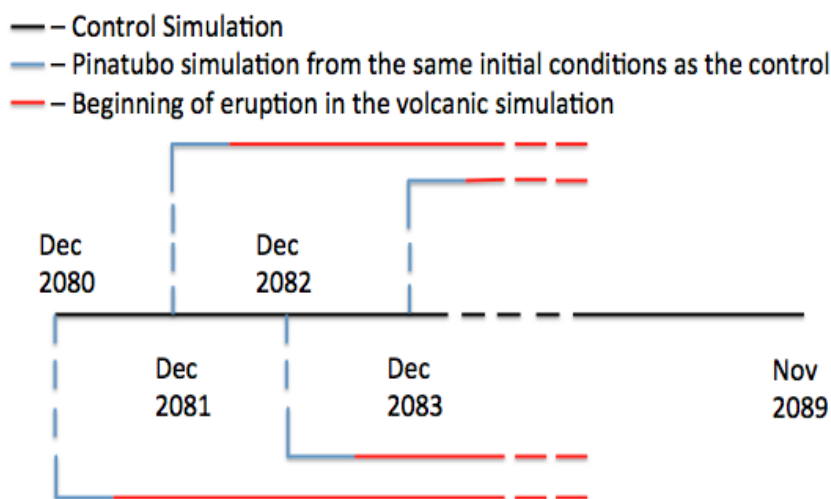 – Control Simulation
– Pinatubo simulation from the same initial conditions as the control
– Beginning of eruption in the volcanic simulation
Dec
2080
Dec
2082
Dec
2081
Dec
2083
Nov
2089